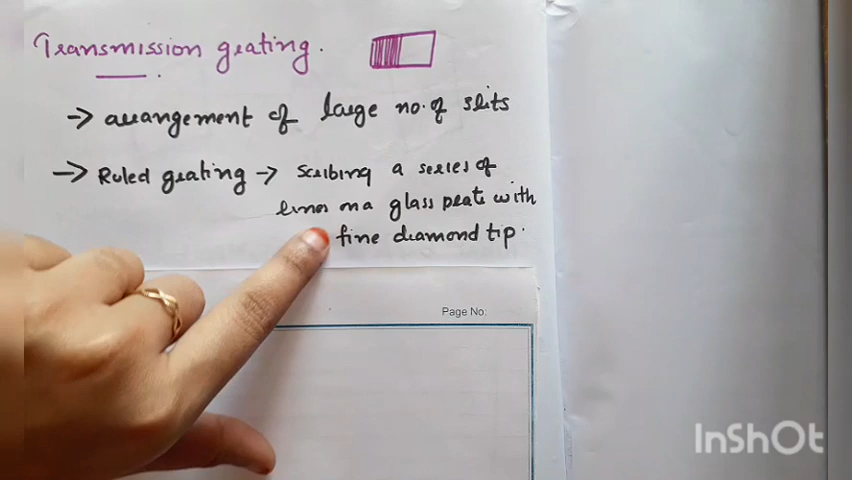 Transmission grating.
→ arrangement of large no. of slits
→ Ruled grating → Scribing a series of
lines on a glass plate with
fine diamond tip.
Page No:
InShOt